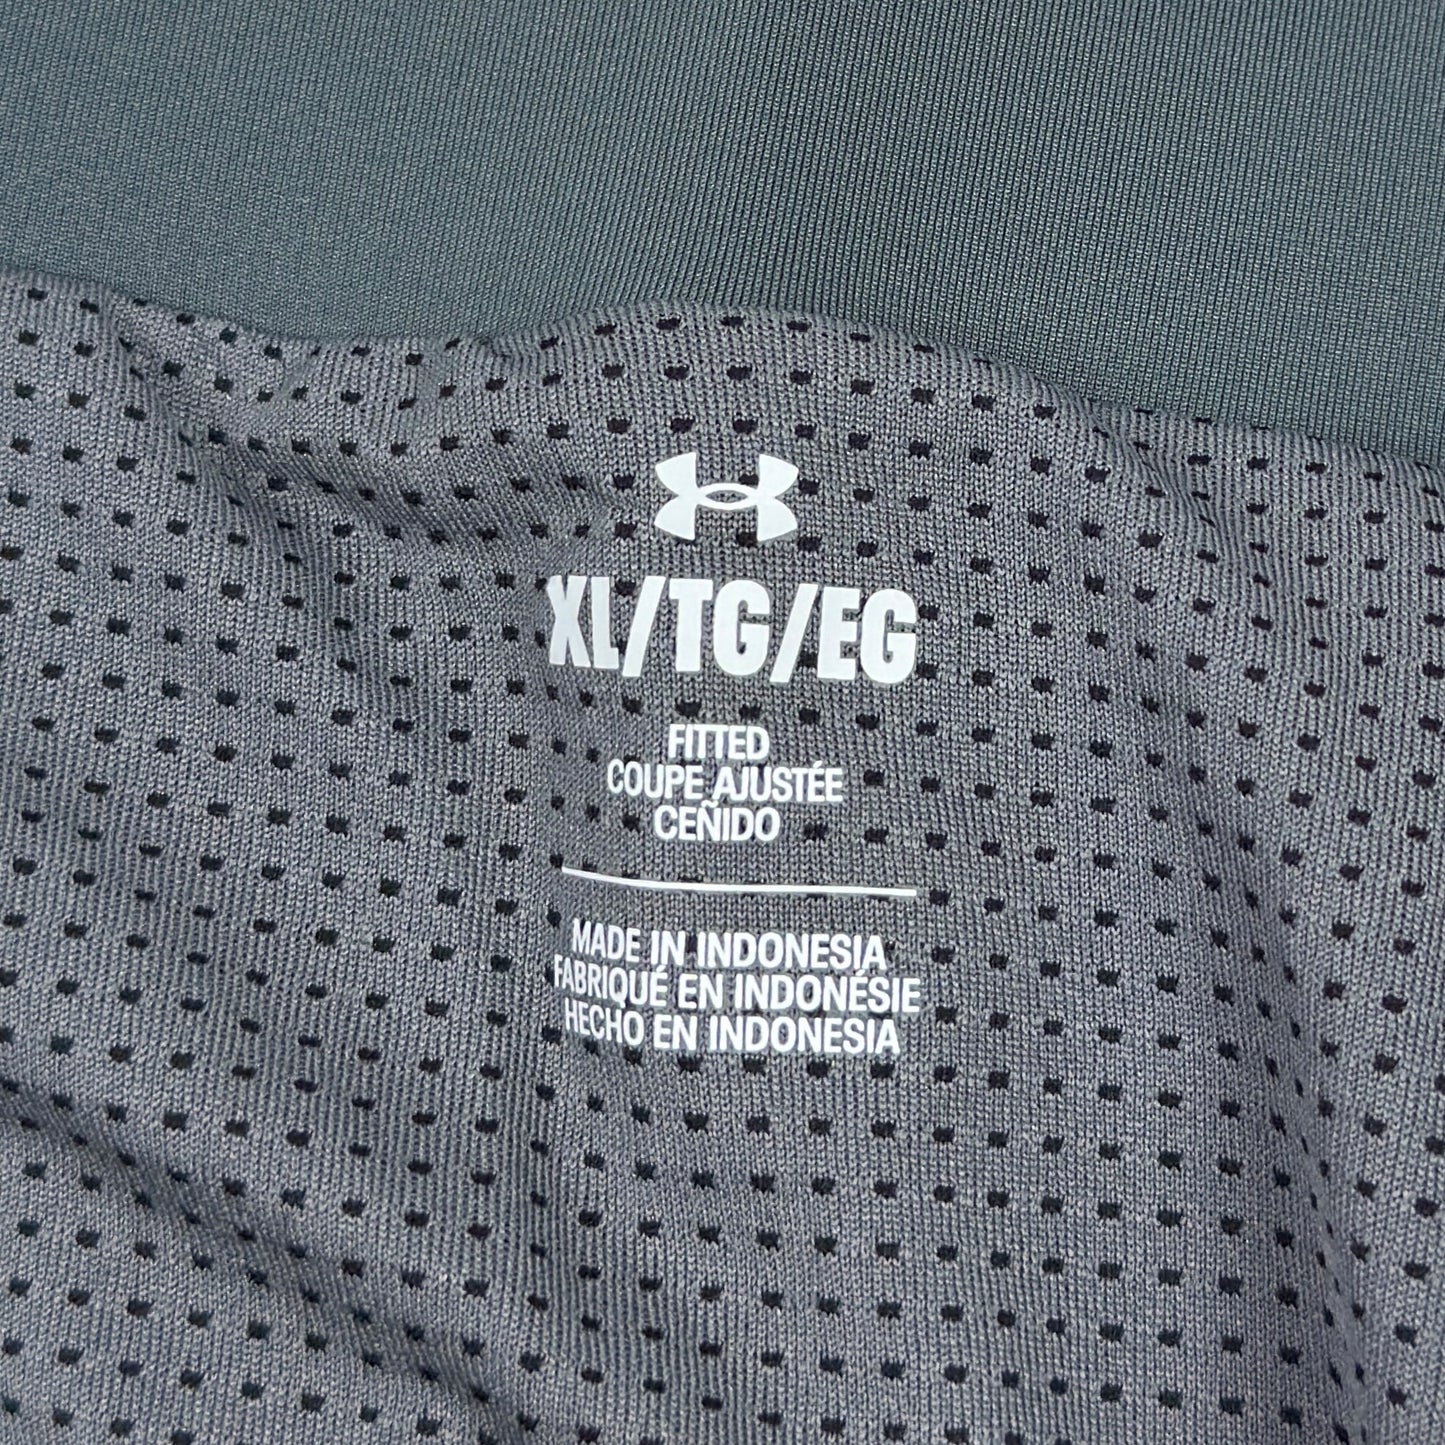 XL/TG/EG
FITTED
COUPE AJUSTÉE
CEÑIDO
MADE IN INDONESIA
FABRIQUÉ EN INDONÉSIE
HECHO EN INDONESIA